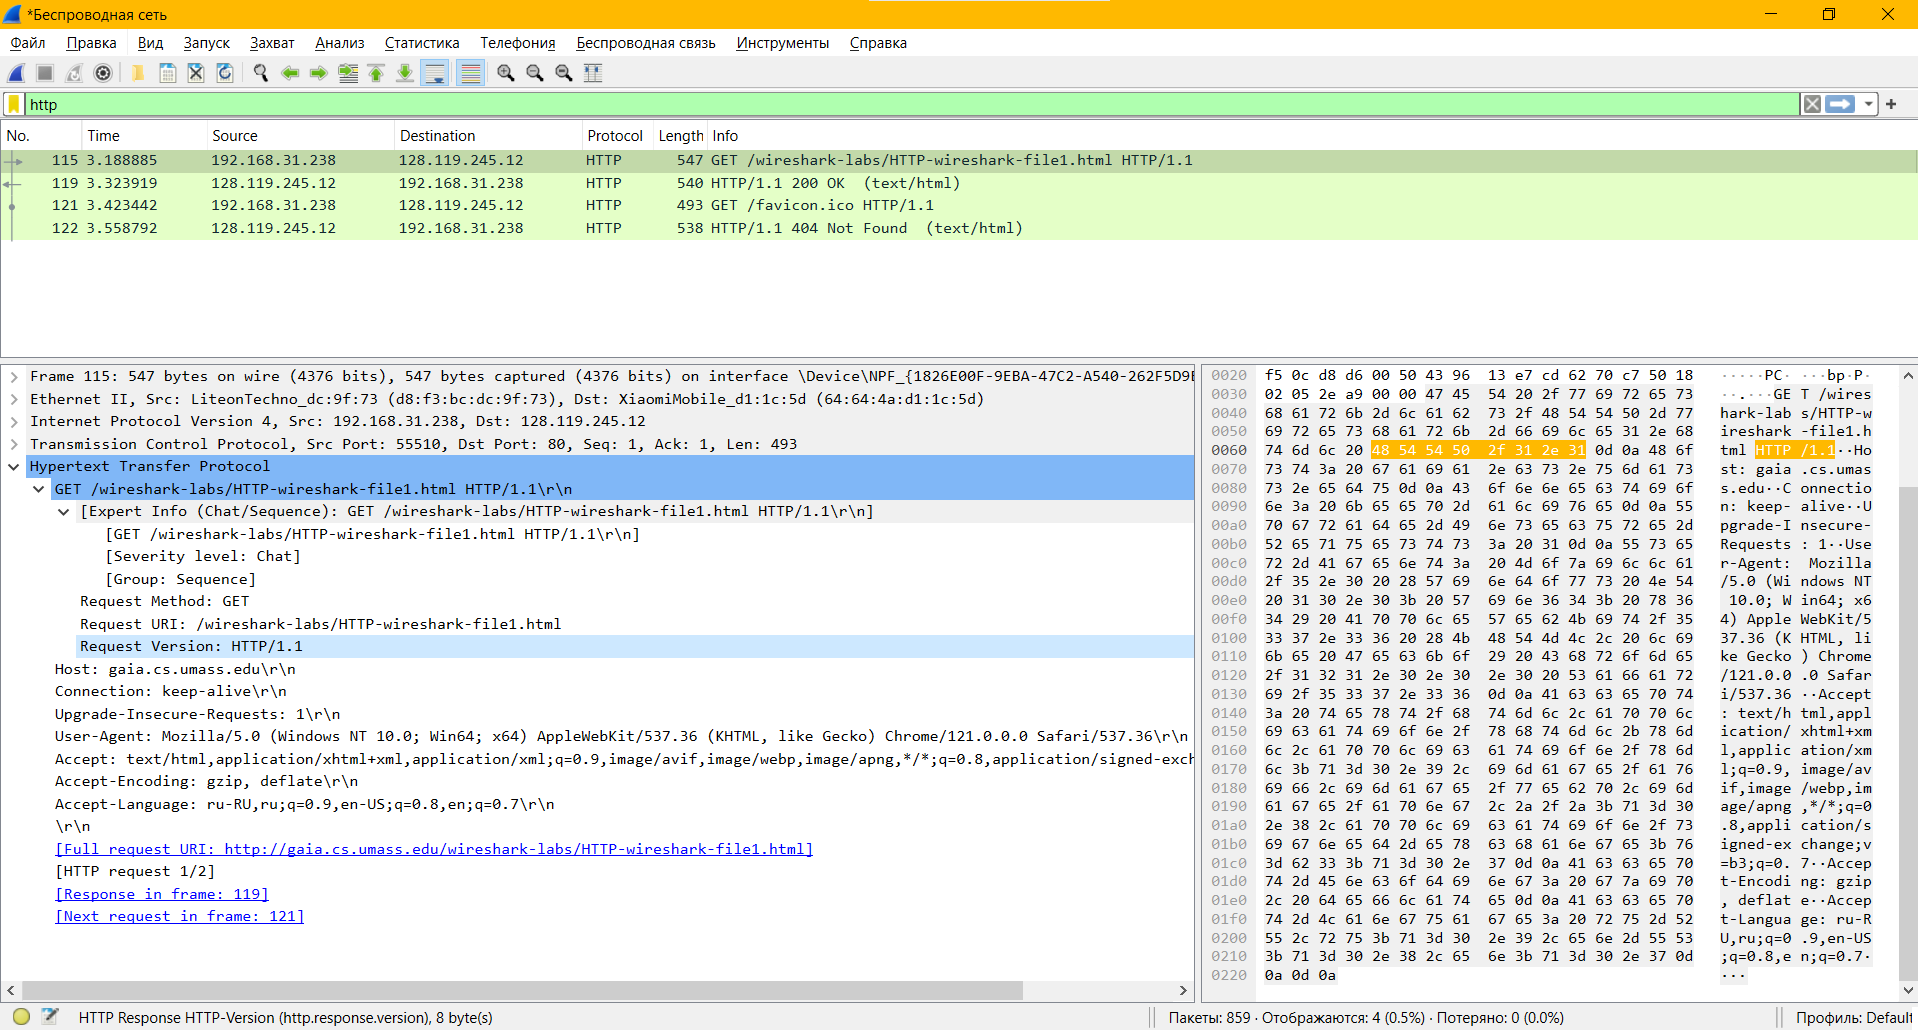 *Беспроводная сеть
Файл Правка Вид Запуск Захват Анализ Статистика Телефония Беспроводная связь Инструменты Справка
http
No. Time Source Destination Protocol Length Info
115 3.188885 192.168.31.238 128.119.245.12 HTTP 547 GET /wireshark-labs/HTTP-wireshark-file1.html HTTP/1.1
119 3.323919 128.119.245.12 192.168.31.238 HTTP 540 HTTP/1.1 200 OK (text/html)
121 3.423442 192.168.31.238 128.119.245.12 HTTP 493 GET /favicon.ico HTTP/1.1
122 3.558792 128.119.245.12 192.168.31.238 HTTP 538 HTTP/1.1 404 Not Found (text/html)
Frame 115: 547 bytes on wire (4376 bits), 547 bytes captured (4376 bits) on interface \Device\NPF_{1826E00F-9EBA-47C2-A540-262F5D9E
Ethernet II, Src: LiteonTechno_dc:9f:73 (d8:f3:bc:dc:9f:73), Dst: XiaomiMobile_d1:1c:5d (64:64:4a:d1:1c:5d)
Internet Protocol Version 4, Src: 192.168.31.238, Dst: 128.119.245.12
Transmission Control Protocol, Src Port: 55510, Dst Port: 80, Seq: 1, Ack: 1, Len: 493
Hypertext Transfer Protocol
GET /wireshark-labs/HTTP-wireshark-file1.html HTTP/1.1\r\n
[Expert Info (Chat/Sequence): GET /wireshark-labs/HTTP-wireshark-file1.html HTTP/1.1\r\n]
[GET /wireshark-labs/HTTP-wireshark-file1.html HTTP/1.1\r\n]
[Severity level: Chat]
[Group: Sequence]
Request Method: GET
Request URI: /wireshark-labs/HTTP-wireshark-file1.html
Request Version: HTTP/1.1
Host: gaia.cs.umass.edu\r\n
Connection: keep-alive\r\n
Upgrade-Insecure-Requests: 1\r\n
User-Agent: Mozilla/5.0 (Windows NT 10.0; Win64; x64) AppleWebKit/537.36 (KHTML, like Gecko) Chrome/121.0.0.0 Safari/537.36\r\n
Accept: text/html,application/xhtml+xml,application/xml;q=0.9,image/avif,image/webp,image/apng,*/*;q=0.8,application/signed-exch
Accept-Encoding: gzip, deflate\r\n
Accept-Language: ru-RU,ru;q=0.9,en-US;q=0.8,en;q=0.7\r\n
\r\n
[Full request URI: http://gaia.cs.umass.edu/wireshark-labs/HTTP-wireshark-file1.html]
[HTTP request 1/2]
[Response in frame: 119]
[Next request in frame: 121]
0020 f5 0c d8 d6 00 50 43 96 13 e7 cd 62 70 c7 50 18 ·····PC· ···bp·P·
0030 02 05 2e a9 00 00 47 45 54 20 2f 77 69 72 65 73 ··.···GE T /wires
0040 68 61 72 6b 2d 6c 61 62 73 2f 48 54 54 50 2d 77 hark-lab s/HTTP-w
0050 69 72 65 73 68 61 72 6b 2d 66 69 6c 65 31 2e 68 ireshark -file1.h
0060 74 6d 6c 20 48 54 54 50 2f 31 2e 31 0d 0a 48 6f tml HTTP /1.1··Ho
0070 73 74 3a 20 67 61 69 61 2e 63 73 2e 75 6d 61 73 st: gaia .cs.umas
0080 73 2e 65 64 75 0d 0a 43 6f 6e 6e 65 63 74 69 6f s.edu··C onnectio
0090 6e 3a 20 6b 65 65 70 2d 61 6c 69 76 65 0d 0a 55 n: keep- alive··U
00a0 70 67 72 61 64 65 2d 49 6e 73 65 63 75 72 65 2d pgrade-I nsecure-
00b0 52 65 71 75 65 73 74 73 3a 20 31 0d 0a 55 73 65 Requests : 1··Use
00c0 72 2d 41 67 65 6e 74 3a 20 4d 6f 7a 69 6c 6c 61 r-Agent: Mozilla
00d0 2f 35 2e 30 20 28 57 69 6e 64 6f 77 73 20 4e 54 /5.0 (Wi ndows NT
00e0 20 31 30 2e 30 3b 20 57 69 6e 36 34 3b 20 78 36 10.0; W in64; x6
00f0 34 29 20 41 70 70 6c 65 57 65 62 4b 69 74 2f 35 4) Apple WebKit/5
0100 33 37 2e 33 36 20 28 4b 48 54 4d 4c 2c 20 6c 69 37.36 (K HTML, li
0110 6b 65 20 47 65 63 6b 6f 29 20 43 68 72 6f 6d 65 ke Gecko ) Chrome
0120 2f 31 32 31 2e 30 2e 30 2e 30 20 53 61 66 61 72 /121.0.0 .0 Safar
0130 69 2f 35 33 37 2e 33 36 0d 0a 41 63 63 65 70 74 i/537.36 ··Accept
0140 3a 20 74 65 78 74 2f 68 74 6d 6c 2c 61 70 70 6c : text/h tml,appl
0150 69 63 61 74 69 6f 6e 2f 78 68 74 6d 6c 2b 78 6d ication/ xhtml+xm
0160 6c 2c 61 70 70 6c 69 63 61 74 69 6f 6e 2f 78 6d l,applic ation/xm
0170 6c 3b 71 3d 30 2e 39 2c 69 6d 61 67 65 2f 61 76 l;q=0.9, image/av
0180 69 66 2c 69 6d 61 67 65 2f 77 65 62 70 2c 69 6d if,image /webp,im
0190 61 67 65 2f 61 70 6e 67 2c 2a 2f 2a 3b 71 3d 30 age/apng ,*/*;q=0
01a0 2e 38 2c 61 70 70 6c 69 63 61 74 69 6f 6e 2f 73 .8,appli cation/s
01b0 69 67 6e 65 64 2d 65 78 63 68 61 6e 67 65 3b 76 igned-ex change;v
01c0 3d 62 33 3b 71 3d 30 2e 37 0d 0a 41 63 63 65 70 =b3;q=0. 7··Accep
01d0 74 2d 45 6e 63 6f 64 69 6e 67 3a 20 67 7a 69 70 t-Encodi ng: gzip
01e0 2c 20 64 65 66 6c 61 74 65 0d 0a 41 63 63 65 70 , deflat e··Accep
01f0 74 2d 4c 61 6e 67 75 61 67 65 3a 20 72 75 2d 52 t-Langua ge: ru-R
0200 55 2c 72 75 3b 71 3d 30 2e 39 2c 65 6e 2d 55 53 U,ru;q=0 .9,en-US
0210 3b 71 3d 30 2e 38 2c 65 6e 3b 71 3d 30 2e 37 0d ;q=0.8,e n;q=0.7·
0220 0a 0d 0a ···
HTTP Response HTTP-Version (http.response.version), 8 byte(s)
Пакеты: 859 · Отображаются: 4 (0.5%) · Потеряно: 0 (0.0%)
Профиль: Default